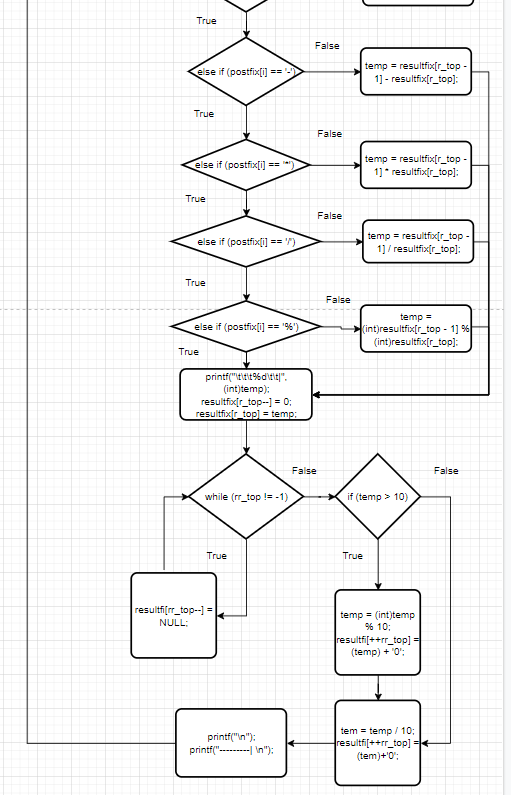 True
False
else if (postfix[i] == '-')
temp = resultfix[r_top -
1] - resultfix[r_top];
True
False
else if (postfix[i] == '*')
temp = resultfix[r_top -
1] * resultfix[r_top];
True
False
else if (postfix[i] == '/')
temp = resultfix[r_top -
1] / resultfix[r_top];
True
False
else if (postfix[i] == '%')
temp =
(int)resultfix[r_top - 1] %
(int)resultfix[r_top];
True
printf("\t\t\t%d\t\t|",
(int)temp);
resultfix[r_top--] = 0;
resultfix[r_top] = temp;
False
False
while (rr_top != -1)
if (temp > 10)
True
True
resultfi[rr_top--] =
NULL;
temp = (int)temp
% 10;
resultfi[++rr_top] =
(temp) + '0';
tem = temp / 10;
resultfi[++rr_top] =
(tem)+'0';
printf("\n");
printf("---------| \n");